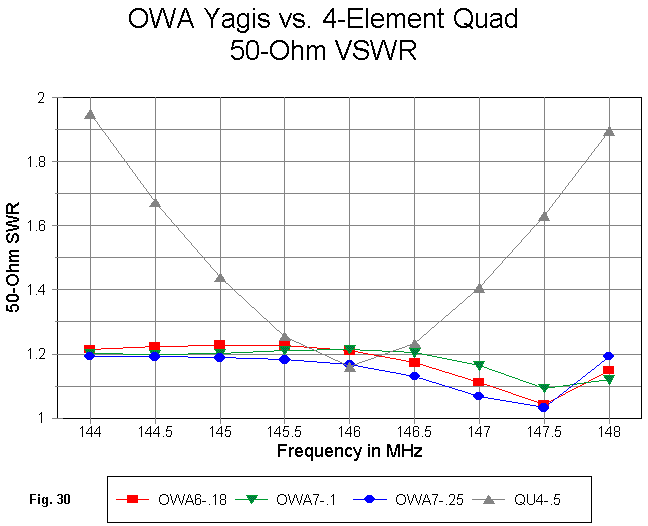 OWA Yagis vs. 4-Element Quad
50-Ohm VSWR
2
1.8
1.6
1.4
1.2
1
50-Ohm SWR
144 144.5 145 145.5 146 146.5 147 147.5 148
Frequency in MHz
Fig. 30
OWA6-.18 OWA7-.1 OWA7-.25 QU4-.5